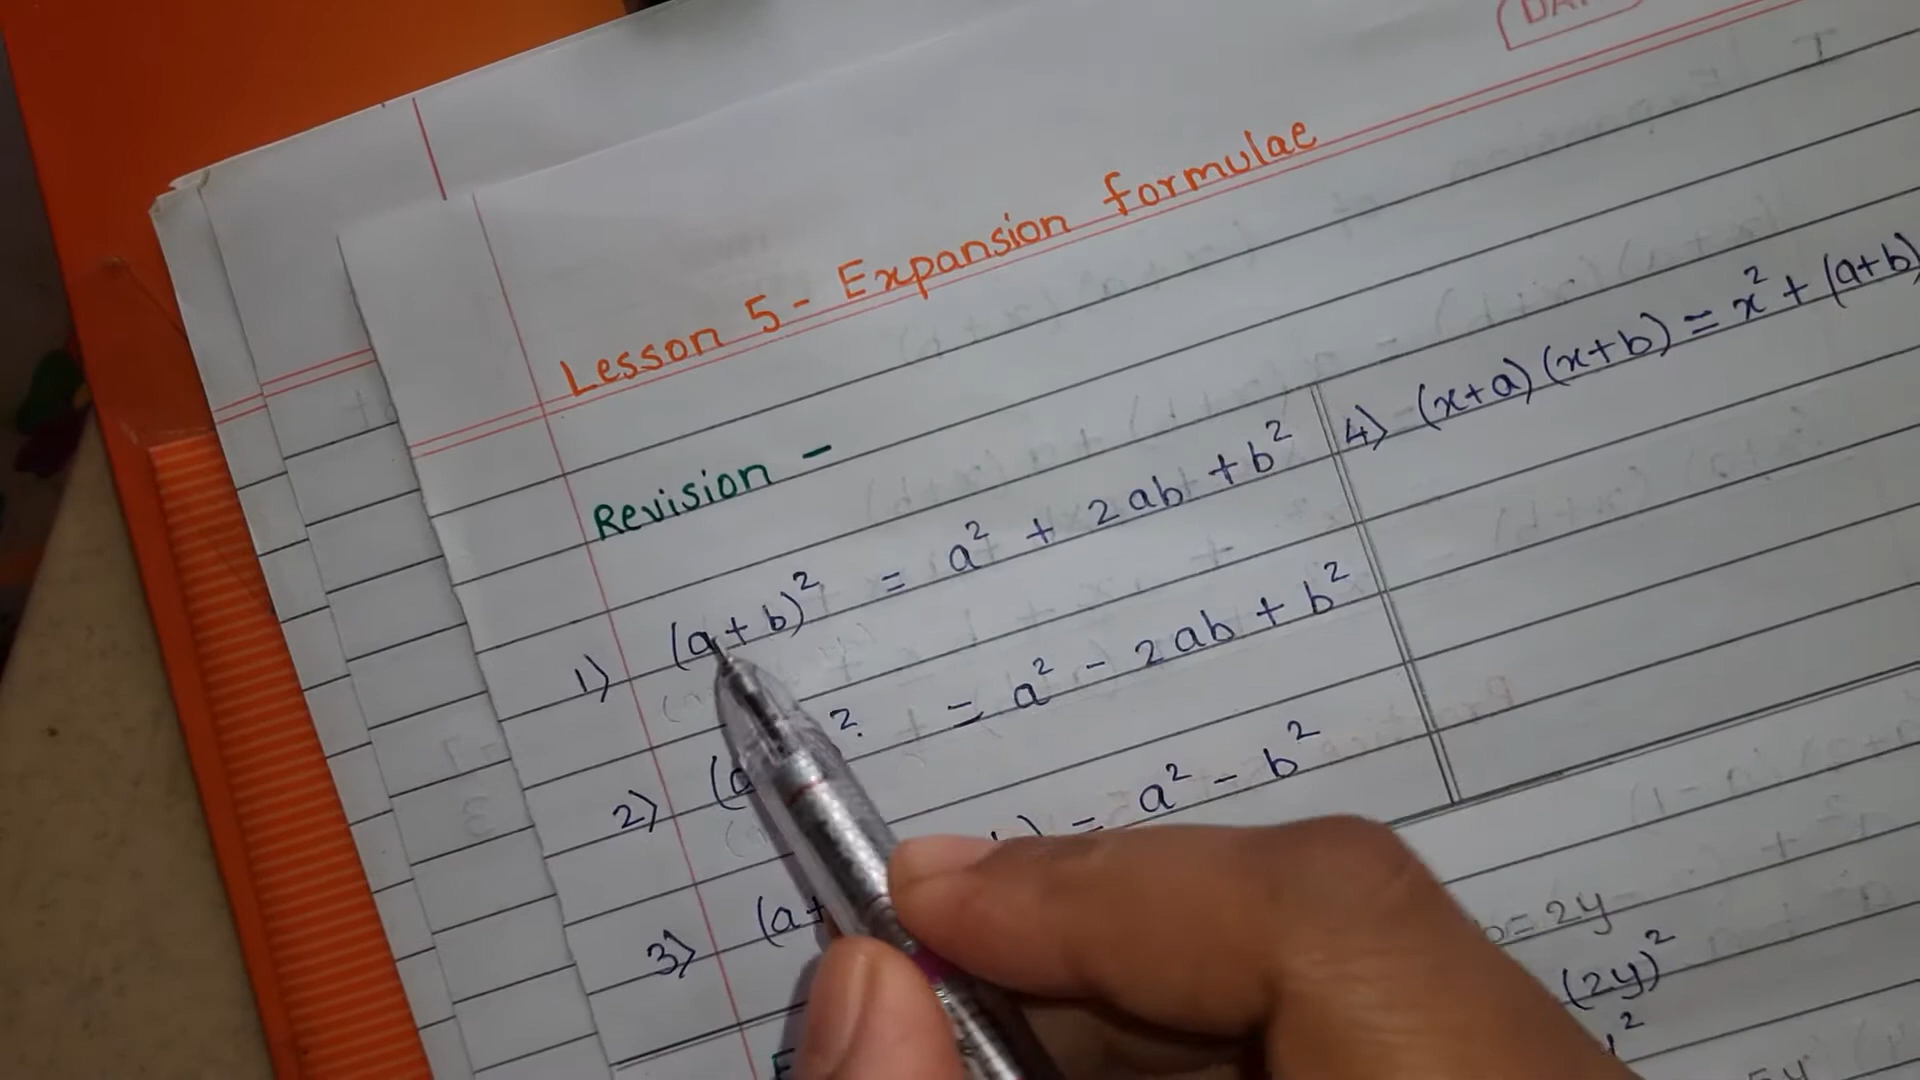 Lesson 5 - Expansion formulae
Revision -
1) (a+b)² = a² + 2ab + b²
2) (a ² = a² - 2ab + b²
3) (a+ b) = a² - b²
4) (x+a) (x+b) = x² + (a+b)
b=2y
(2y)²